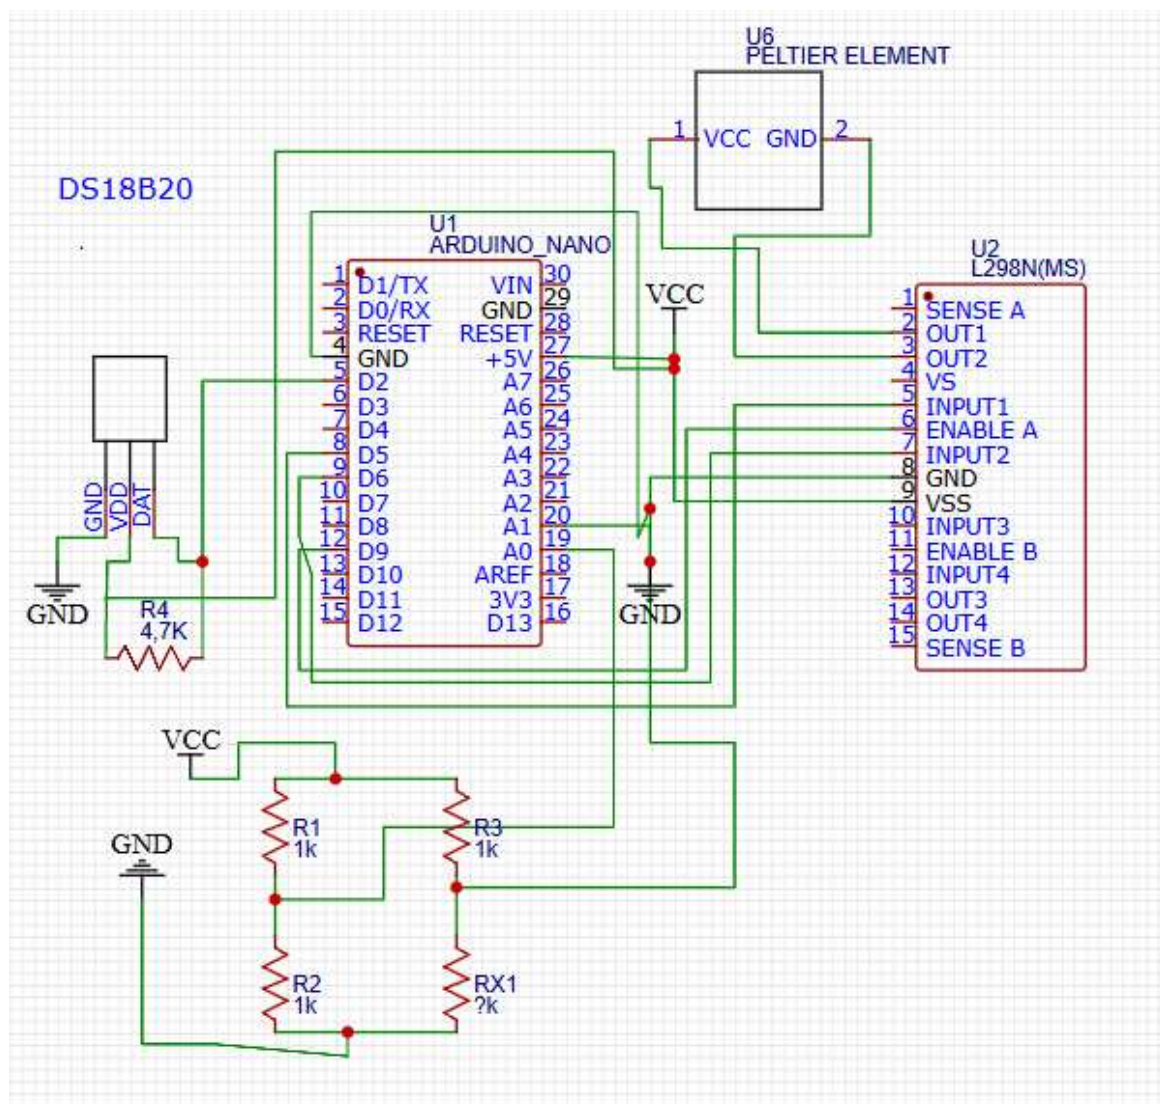 U6
PELTIER ELEMENT
1 VCC GND 2
DS18B20
U1
ARDUINO_NANO
1 D1/TX VIN 30
2 D0/RX GND 29
3 RESET RESET 28
4 GND +5V 27
5 D2 A7 26
6 D3 A6 25
7 D4 A5 24
8 D5 A4 23
9 D6 A3 22
10 D7 A2 21
11 D8 A1 20
12 D9 A0 19
13 D10 AREF 18
14 D11 3V3 17
15 D12 D13 16
VCC
GND
U2
L298N(MS)
1 SENSE A
2 OUT1
3 OUT2
4 VS
5 INPUT1
6 ENABLE A
7 INPUT2
8 GND
9 VSS
10 INPUT3
11 ENABLE B
12 INPUT4
13 OUT3
14 OUT4
15 SENSE B
GND
VDD
DAT
GND
R4
4,7K
VCC
GND
R1
1k
R3
1k
R2
1k
RX1
?k